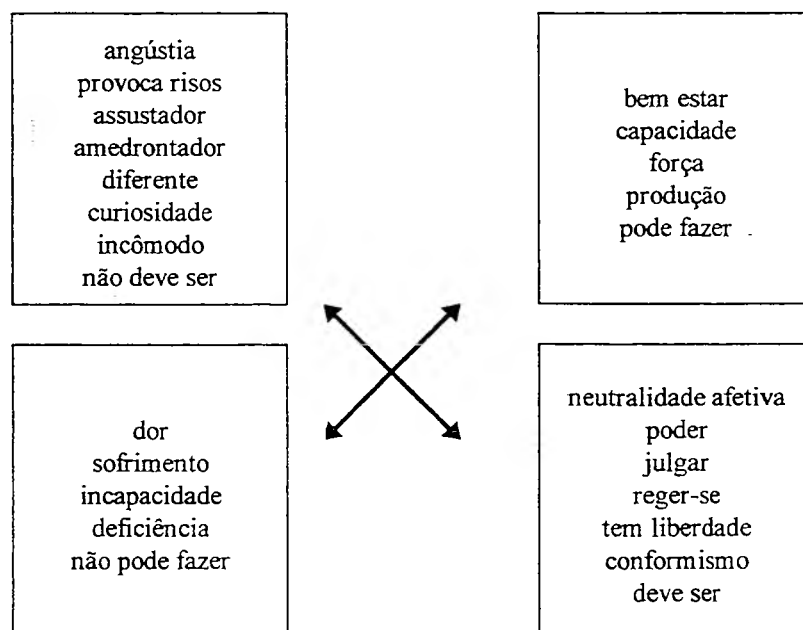 angústia
provoca risos
assustador
amedrontador
diferente
curiosidade
incômodo
não deve ser
bem estar
capacidade
força
produção
pode fazer
dor
sofrimento
incapacidade
deficiência
não pode fazer
neutralidade afetiva
poder
julgar
reger-se
tem liberdade
conformismo
deve ser